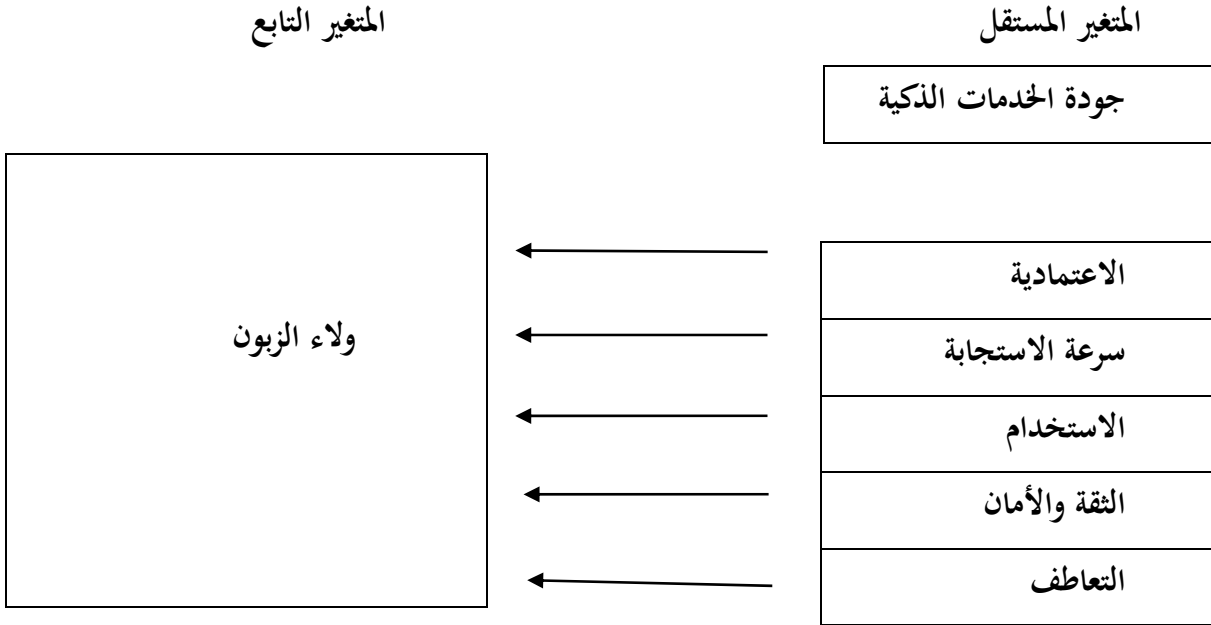 المتغير المستقل
المتغير التابع
جودة الخدمات الذكية
الاعتمادية
سرعة الاستجابة
الاستخدام
الثقة والأمان
التعاطف
ولاء الزبون